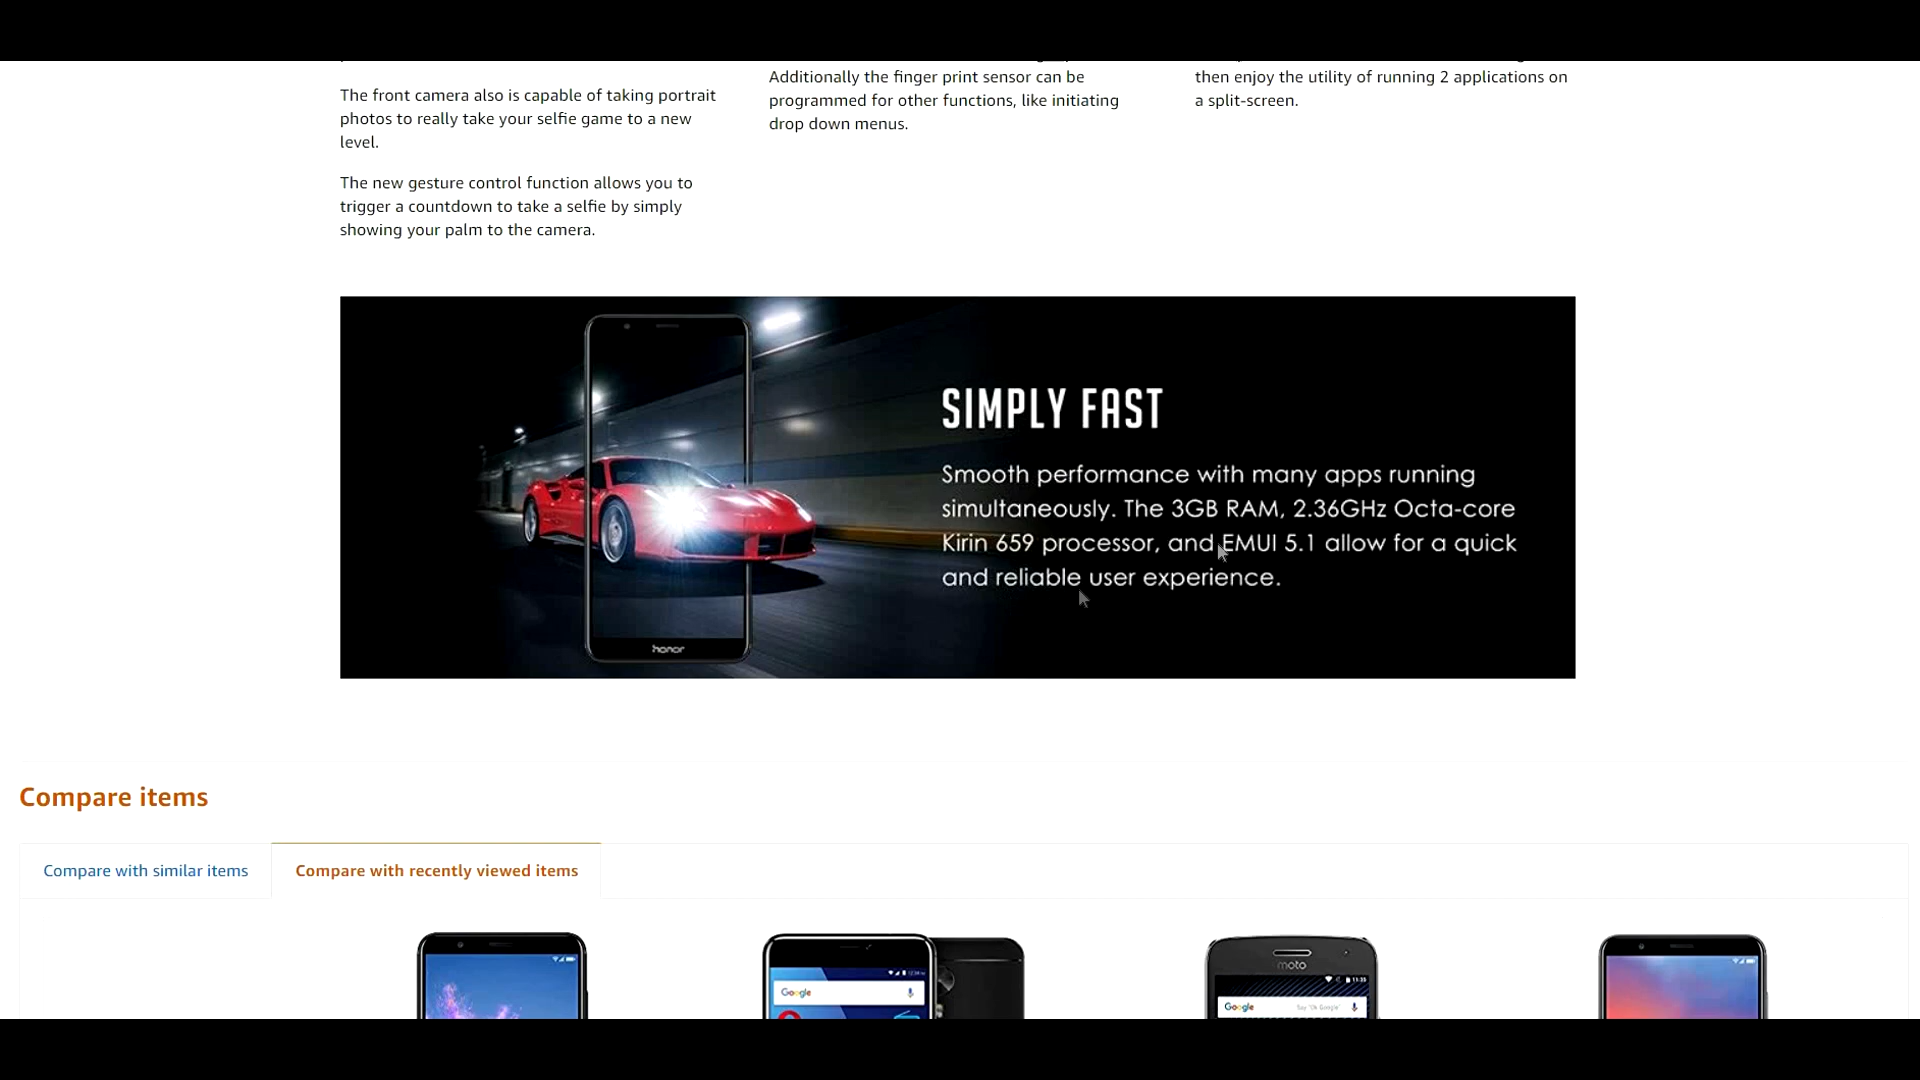 The front camera also is capable of taking portrait
photos to really take your selfie game to a new
level.
The new gesture control function allows you to
trigger a countdown to take a selfie by simply
showing your palm to the camera.
Additionally the finger print sensor can be
programmed for other functions, like initiating
drop down menus.
then enjoy the utility of running 2 applications on
a split-screen.
SIMPLY FAST
Smooth performance with many apps running
simultaneously. The 3GB RAM, 2.36GHz Octa-core
Kirin 659 processor, and EMUI 5.1 allow for a quick
and reliable user experience.
honor
Compare items
Compare with similar items
Compare with recently viewed items
Google
moto
11:35
Google
Say "Ok Google"